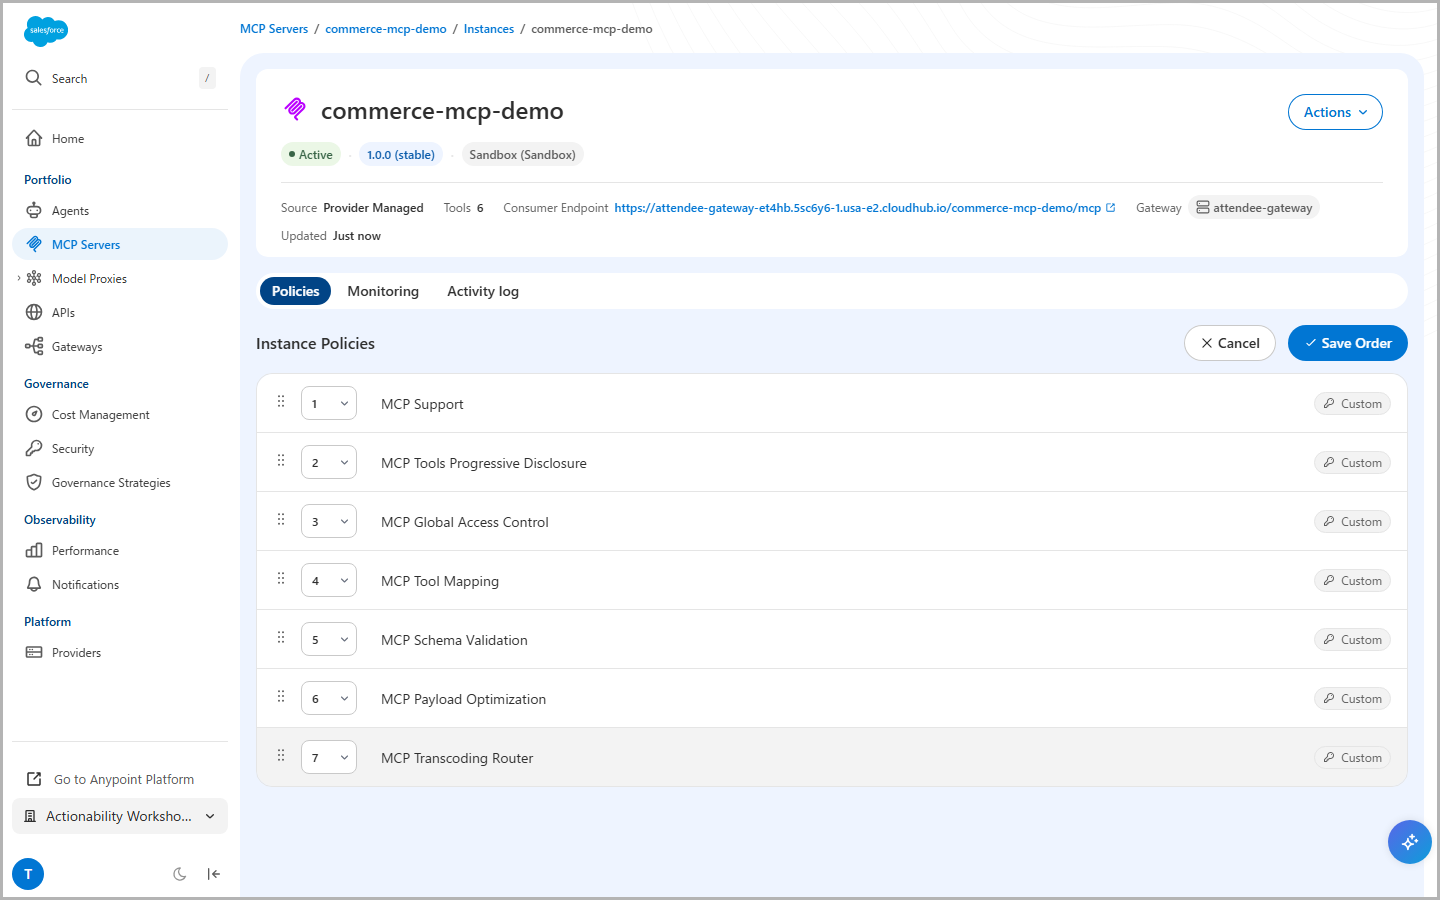 salesforce
MCP Servers / commerce-mcp-demo / Instances / commerce-mcp-demo
Search /
Home
Portfolio
Agents
MCP Servers
Model Proxies
APIs
Gateways
Governance
Cost Management
Security
Governance Strategies
Observability
Performance
Notifications
Platform
Providers
Go to Anypoint Platform
Actionability Worksho...
T
commerce-mcp-demo
Actions
Active · 1.0.0 (stable) · Sandbox (Sandbox)
Source Provider Managed Tools 6 Consumer Endpoint https://attendee-gateway-et4hb.5sc6y6-1.usa-e2.cloudhub.io/commerce-mcp-demo/mcp Gateway attendee-gateway
Updated Just now
Policies Monitoring Activity log
Instance Policies Cancel Save Order
1 MCP Support Custom
2 MCP Tools Progressive Disclosure Custom
3 MCP Global Access Control Custom
4 MCP Tool Mapping Custom
5 MCP Schema Validation Custom
6 MCP Payload Optimization Custom
7 MCP Transcoding Router Custom